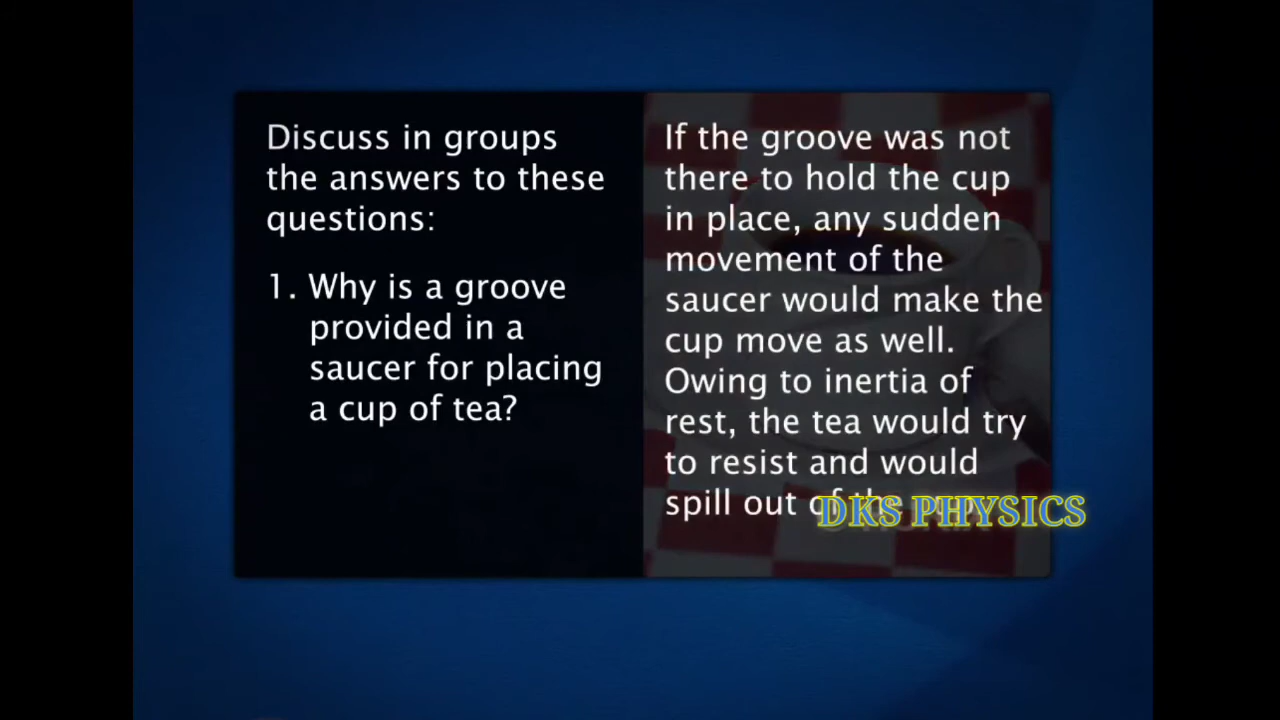 Discuss in groups
the answers to these
questions:
1. Why is a groove
provided in a
saucer for placing
a cup of tea?
If the groove was not
there to hold the cup
in place, any sudden
movement of the
saucer would make the
cup move as well.
Owing to inertia of
rest, the tea would try
to resist and would
spill out of
DKS PHYSICS